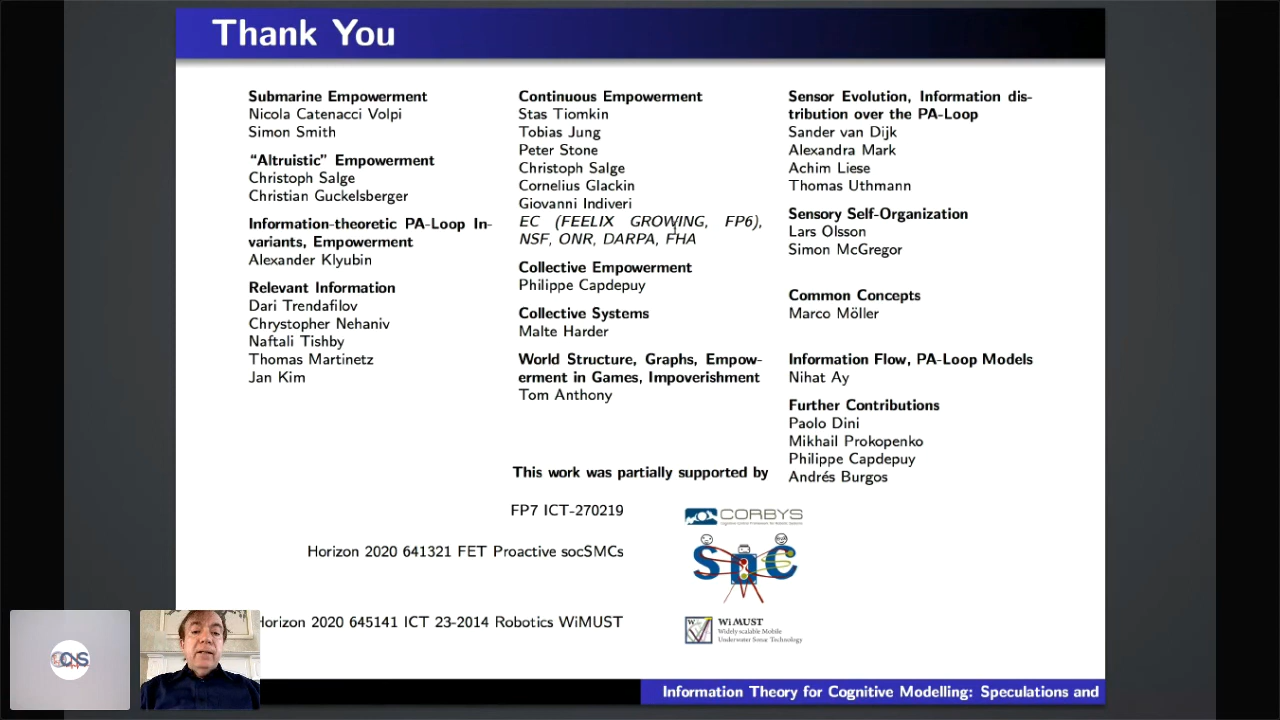 Thank You
Submarine Empowerment
Nicola Catenacci Volpi
Simon Smith
“Altruistic” Empowerment
Christoph Salge
Christian Guckelsberger
Information-theoretic PA-Loop In-
variants, Empowerment
Alexander Klyubin
Relevant Information
Dari Trendafilov
Chrystopher Nehaniv
Naftali Tishby
Thomas Martinetz
Jan Kim
Continuous Empowerment
Stas Tiomkin
Tobias Jung
Peter Stone
Christoph Salge
Cornelius Glackin
Giovanni Indiveri
EC (FEELIX GROWING, FP6),
NSF, ONR, DARPA, FHA
Collective Empowerment
Philippe Capdepuy
Collective Systems
Malte Harder
World Structure, Graphs, Empow-
erment in Games, Impoverishment
Tom Anthony
Sensor Evolution, Information dis-
tribution over the PA-Loop
Sander van Dijk
Alexandra Mark
Achim Liese
Thomas Uthmann
Sensory Self-Organization
Lars Olsson
Simon McGregor
Common Concepts
Marco Möller
Information Flow, PA-Loop Models
Nihat Ay
Further Contributions
Paolo Dini
Mikhail Prokopenko
Philippe Capdepuy
Andrés Burgos
This work was partially supported by
FP7 ICT-270219
CORBYS
Horizon 2020 641321 FET Proactive socSMCs
SmC
Horizon 2020 645141 ICT 23-2014 Robotics WiMUST
WiMUST
Widely scalable Mobile
Underwater Sonar Technology
Information Theory for Cognitive Modelling: Speculations and